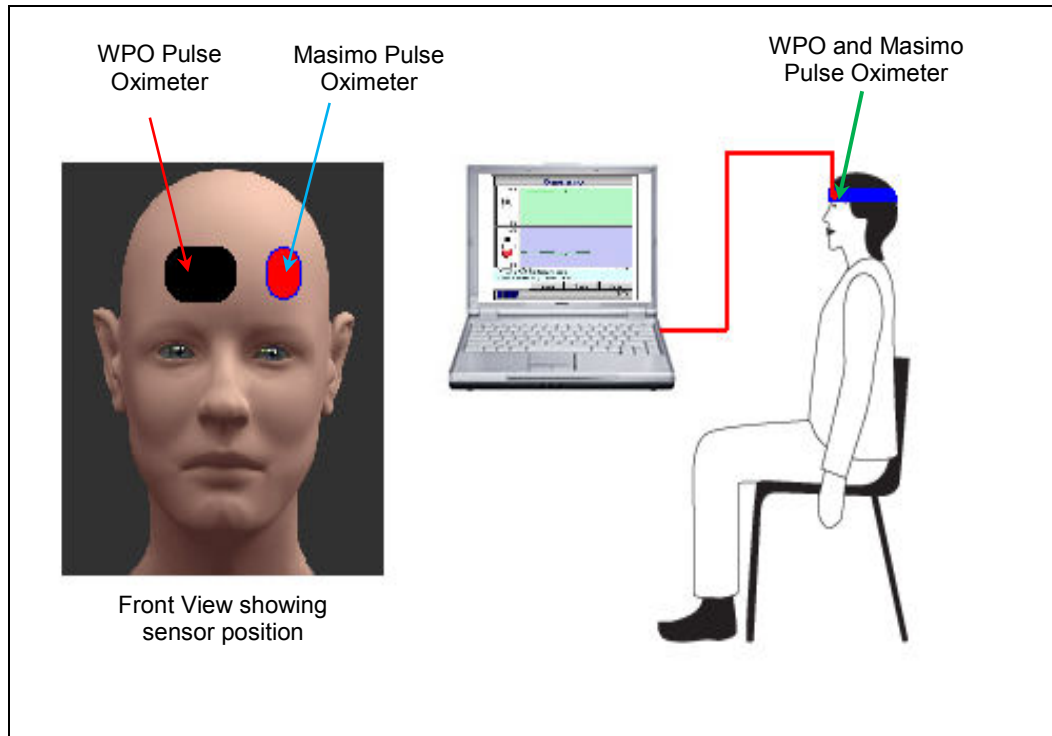 WPO Pulse
Oximeter
Masimo Pulse
Oximeter
WPO and Masimo
Pulse Oximeter
Front View showing
sensor position